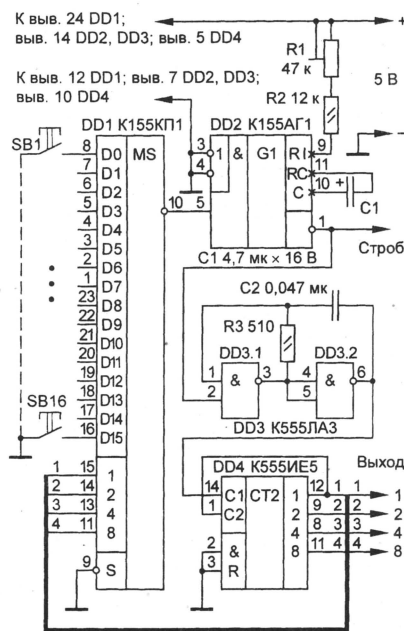 К выв. 24 DD1;
выв. 14 DD2, DD3; выв. 5 DD4
+
R1
47 к
К выв. 12 DD1; выв. 7 DD2, DD3;
выв. 10 DD4
5 В
R2 12 к
−
DD1 К155КП1
DD2 К155АГ1
SB1
8 D0 MS
3 1 & G1 RI 9
4 RC 11
7 D1
6 D2
C 10 + C1
5 D3 10 5
4 D4
1
3 D5
Строб
2 D6
C1 4,7 мк × 16 В
1 D7
C2 0,047 мк
23 D8
22 D9
R3 510
21 D10
DD3.1 DD3.2
20 D11
19 D12
1 & 3 4 & 6
18 D13
2 5
SB16
17 D14
DD3 К555ЛА3
16 D15
DD4 К555ИЕ5
Выход
1 15 1
14 C1 CT2 1 12 1 1 1
2 14 2
1 C2 2 9 2 2 2
3 13 4
4 8 3 3 4
4 11 8
2 & 8 11 4 4 8
3 R
9 S